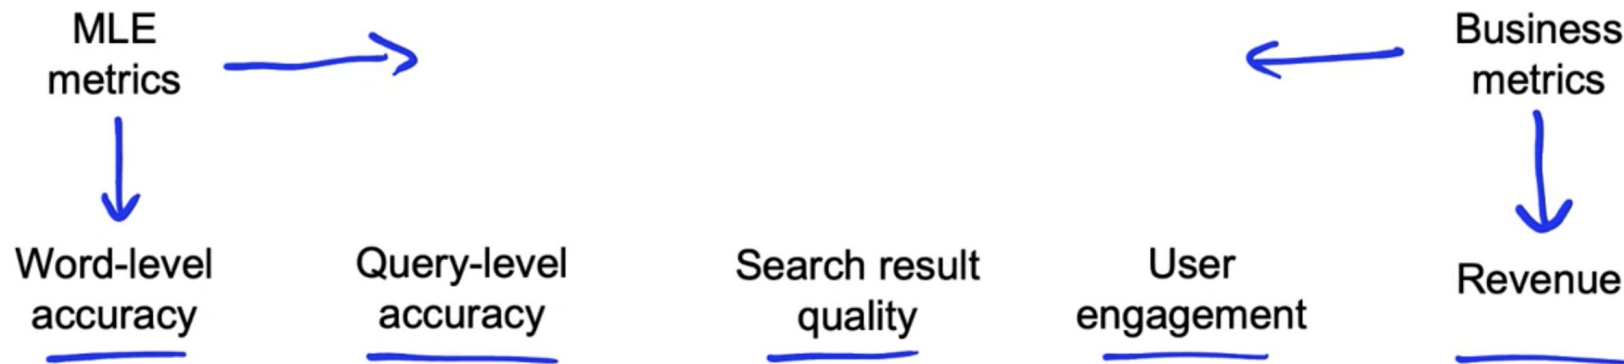 MLE
metrics
Business
metrics
Word-level
accuracy
Query-level
accuracy
Search result
quality
User
engagement
Revenue